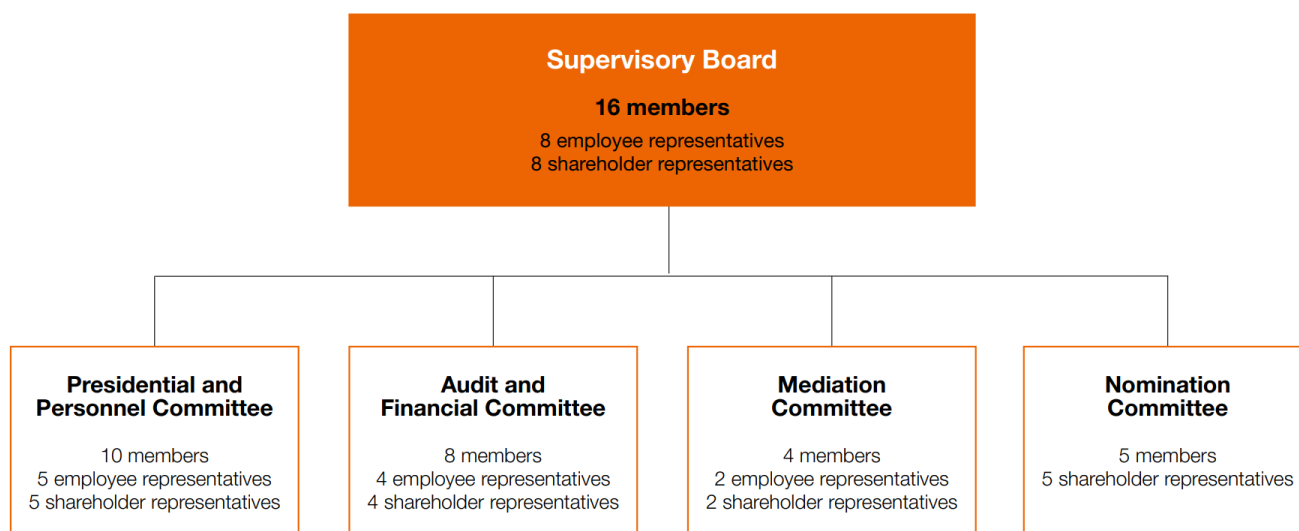 Supervisory Board
16 members
8 employee representatives
8 shareholder representatives
Presidential and
Personnel Committee
10 members
5 employee representatives
5 shareholder representatives
Audit and
Financial Committee
8 members
4 employee representatives
4 shareholder representatives
Mediation
Committee
4 members
2 employee representatives
2 shareholder representatives
Nomination
Committee
5 members
5 shareholder representatives